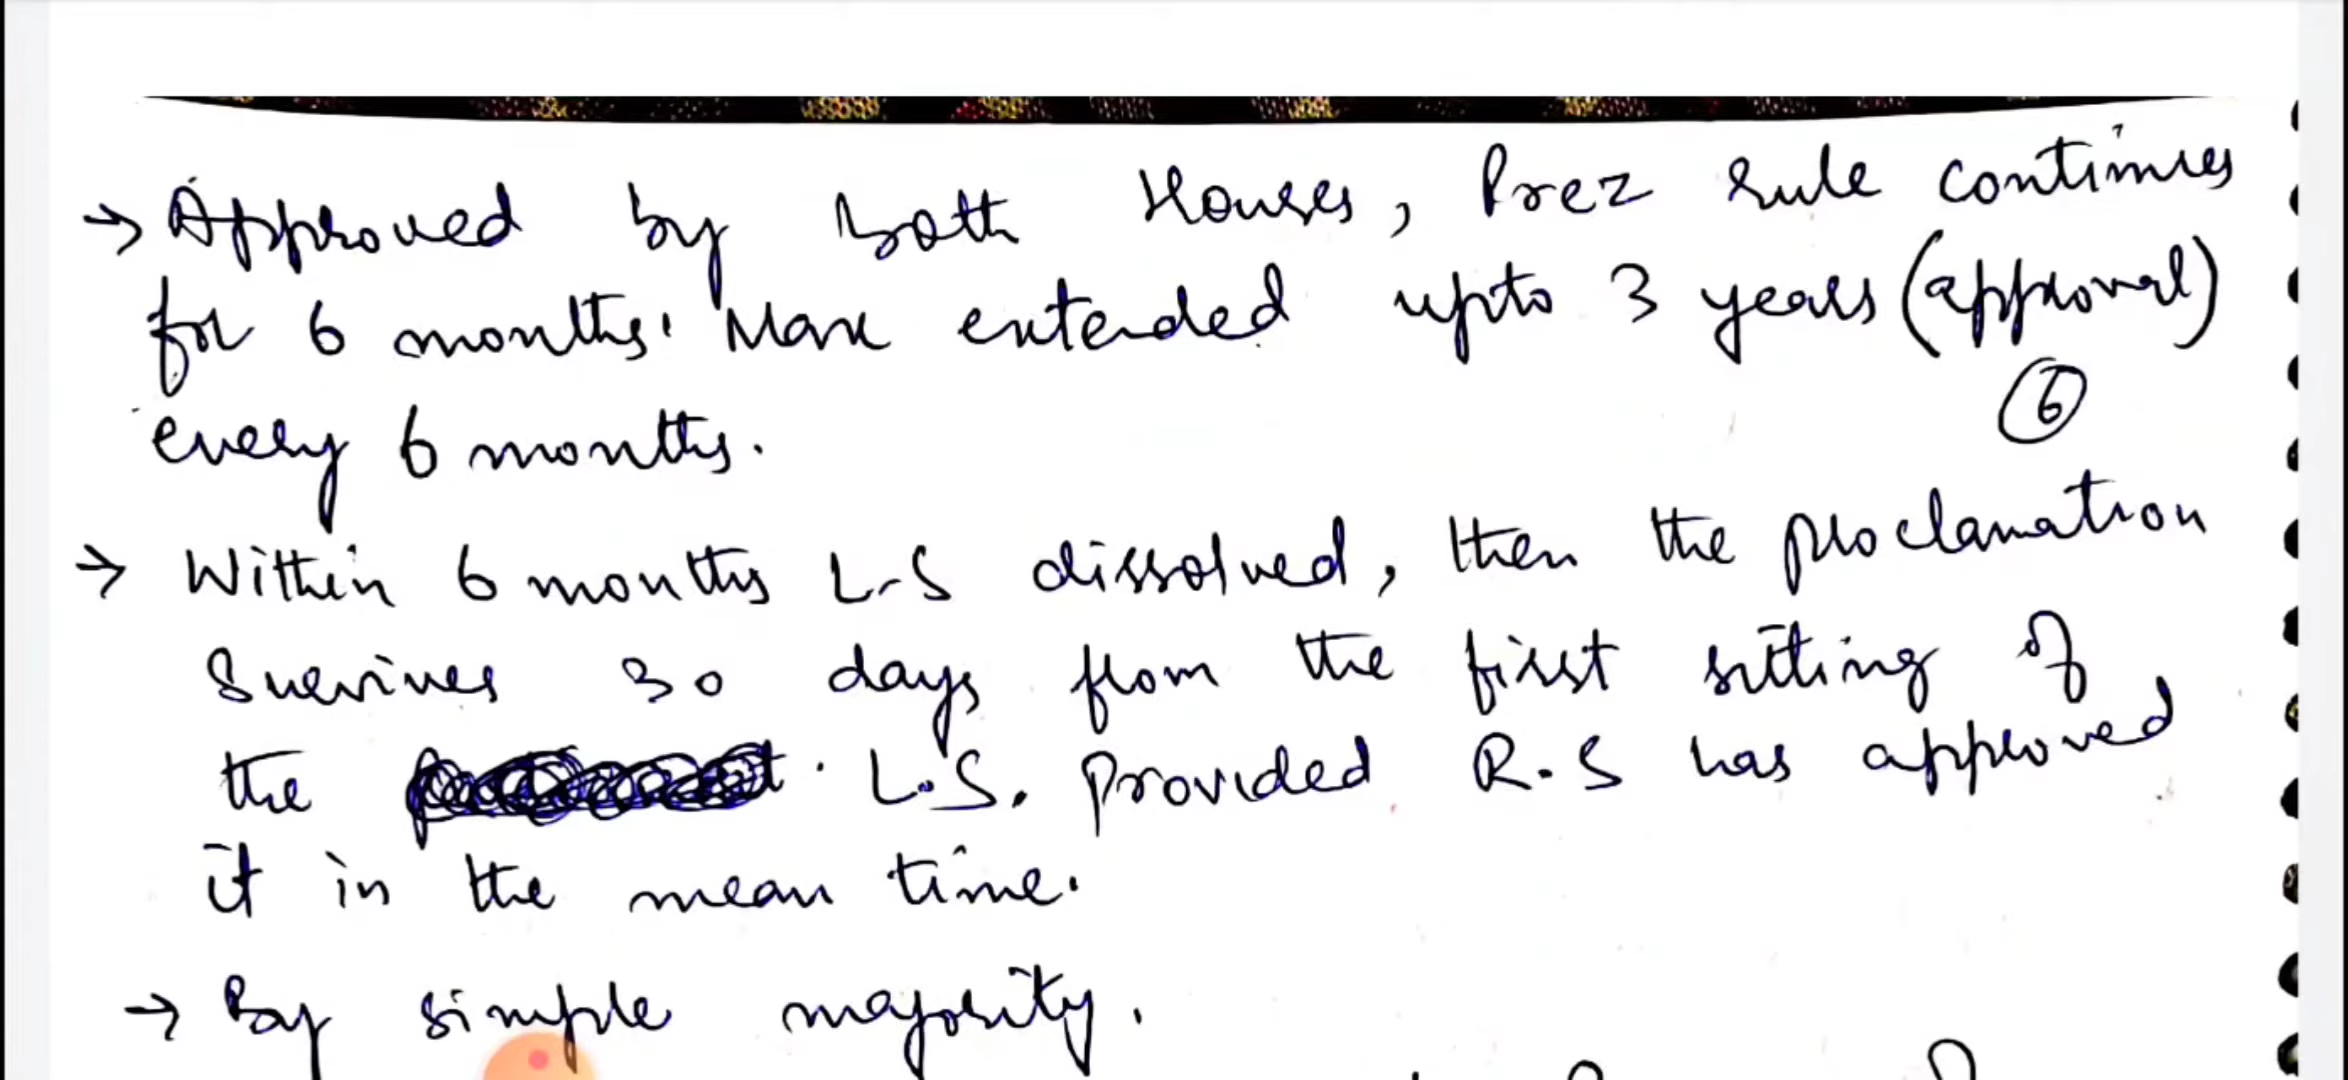 → Approved by both Houses, Prez rule continues
for 6 months. Max extended upto 3 years (approval)
6
every 6 months.
→ Within 6 months L.S dissolved, then the proclamation
survives 30 days from the first sitting of
the L.S. Provided R.S has approved
it in the mean time.
→ By simple majority.